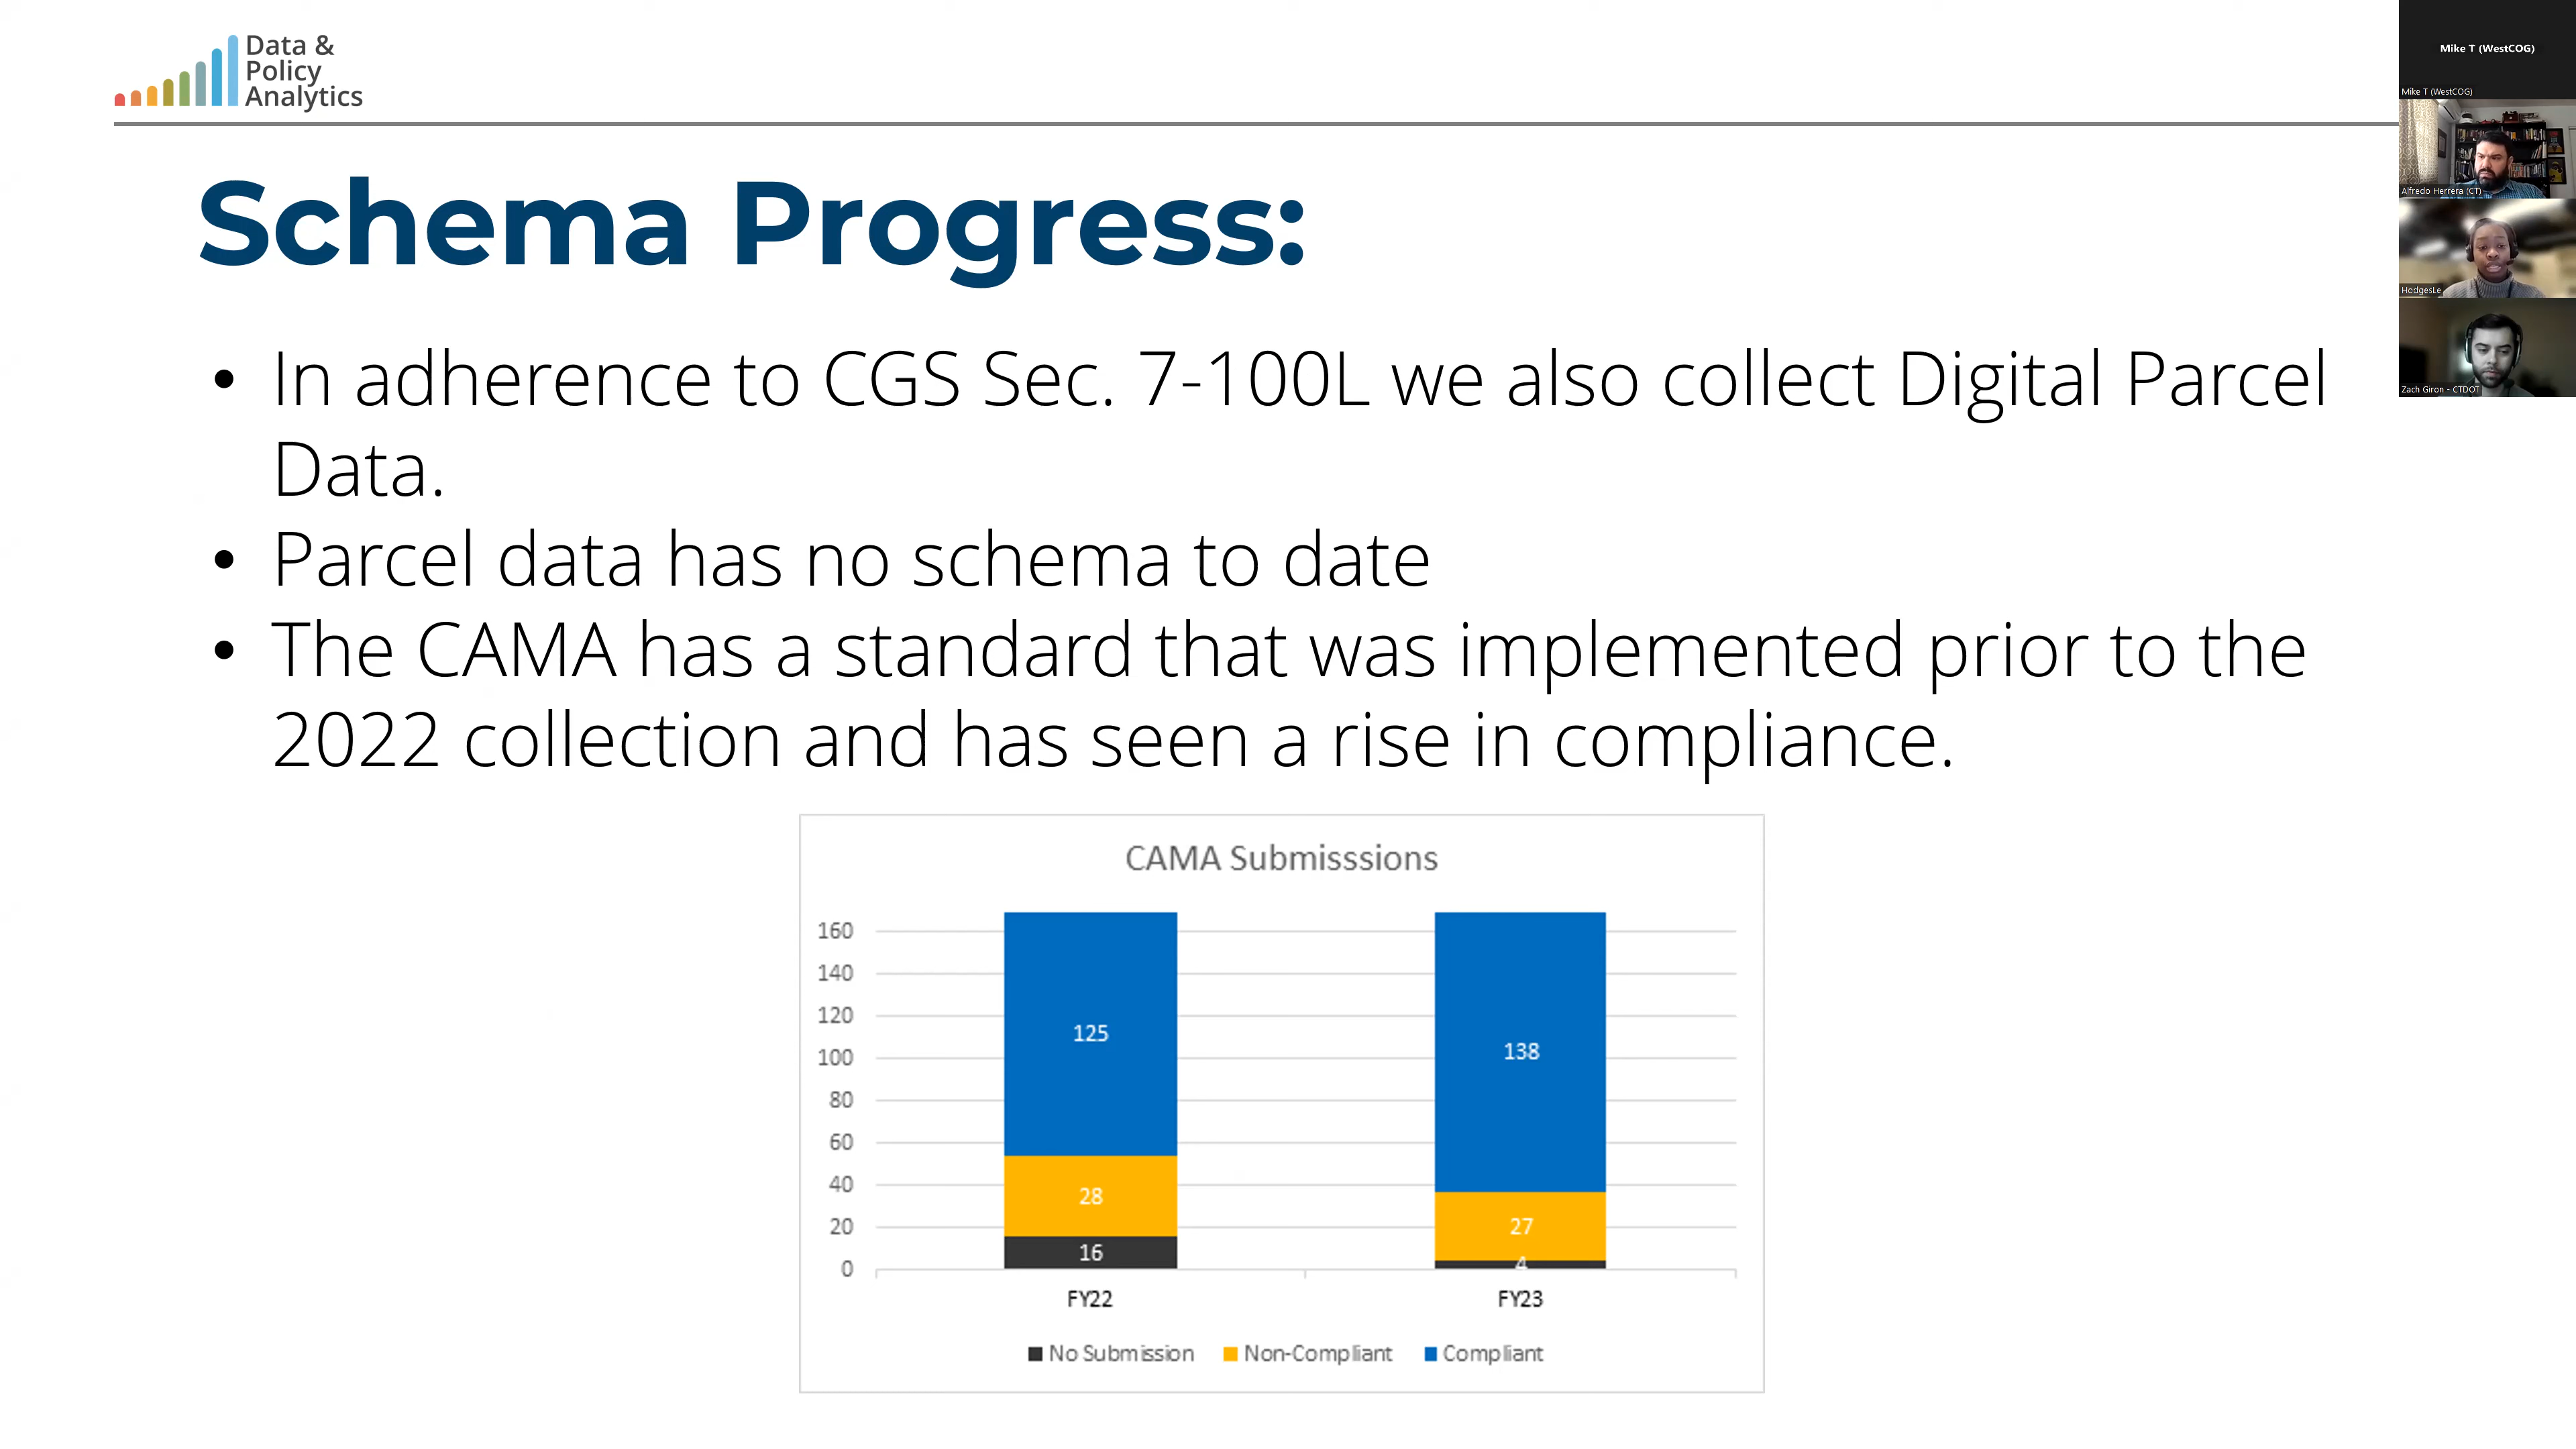 Data &
Policy
Analytics
Mike T (WestCOG)
Mike T (WestCOG)
Alfredo Herrera (CT)
HodgesLe
Zach Giron - CTDOT
Schema Progress:
• In adherence to CGS Sec. 7-100L we also collect Digital Parcel
Data.
• Parcel data has no schema to date
• The CAMA has a standard that was implemented prior to the
2022 collection and has seen a rise in compliance.
CAMA Submisssions
160
140
120
100
80
60
40
20
0
125
28
16
138
27
4
FY22
FY23
No Submission
Non-Compliant
Compliant